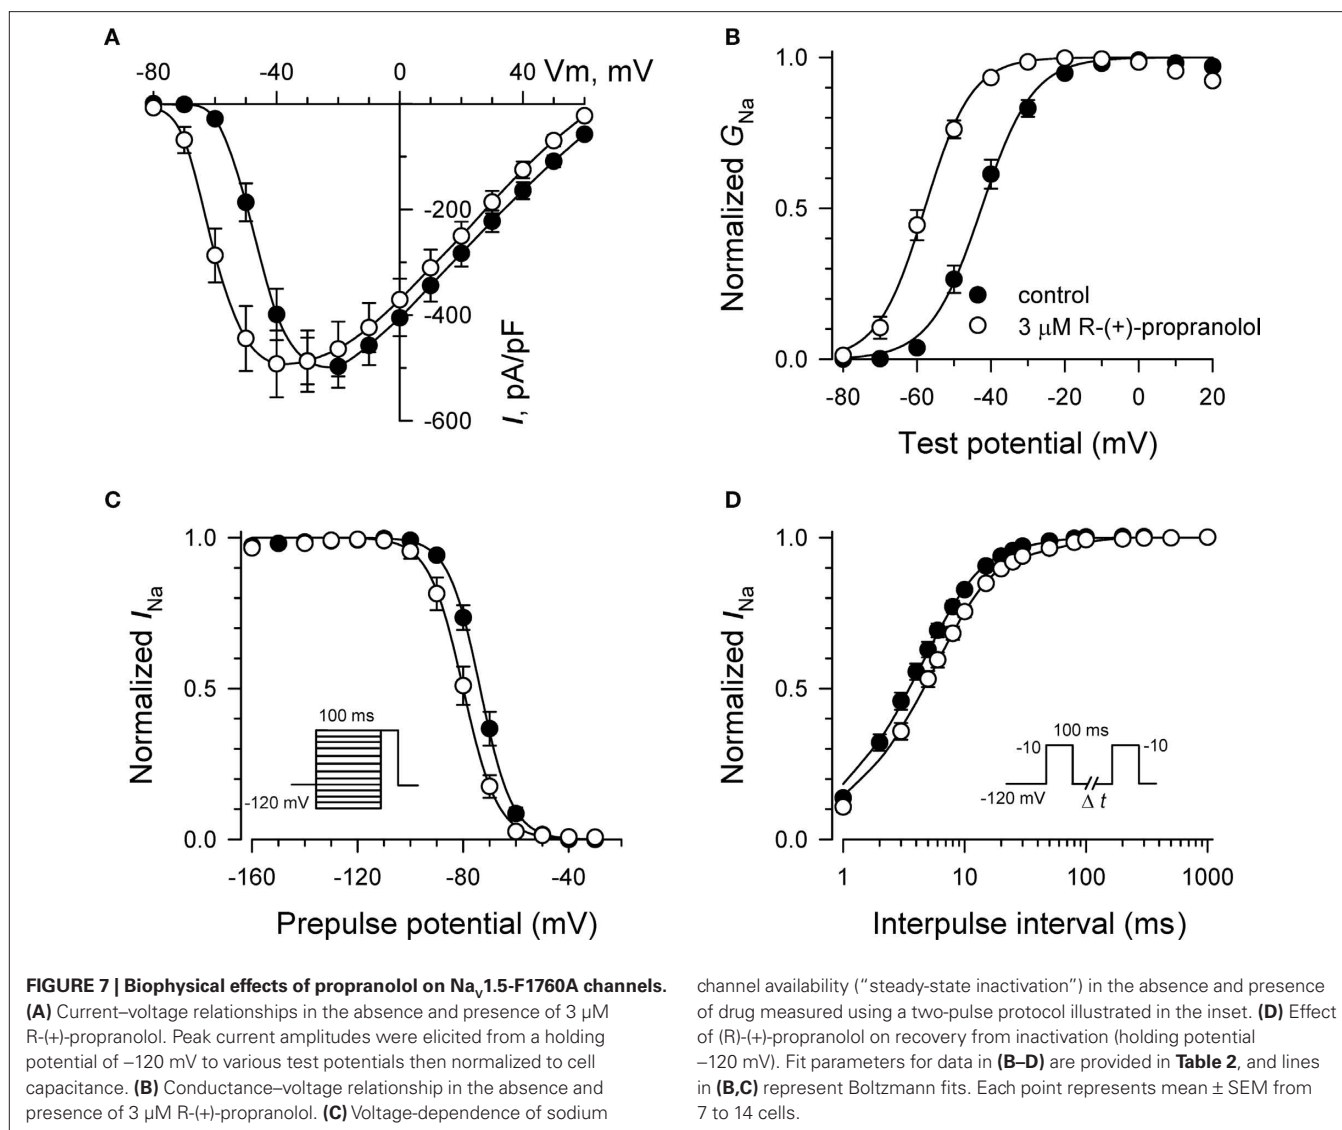 A
-80 -40 0 40 Vm, mV
-200
-400
-600
I, pA/pF
B
1.0
0.5
0.0
Normalized GNa
control
3 µM R-(+)-propranolol
-80 -60 -40 -20 0 20
Test potential (mV)
C
1.0
0.5
0.0
Normalized INa
100 ms
-120 mV
-160 -120 -80 -40
Prepulse potential (mV)
D
1.0
0.5
0.0
Normalized INa
100 ms
-10 -10
-120 mV Δ t
1 10 100 1000
Interpulse interval (ms)
FIGURE 7 | Biophysical effects of propranolol on NaV1.5-F1760A channels.
(A) Current–voltage relationships in the absence and presence of 3 µM
R-(+)-propranolol. Peak current amplitudes were elicited from a holding
potential of –120 mV to various test potentials then normalized to cell
capacitance. (B) Conductance–voltage relationship in the absence and
presence of 3 µM R-(+)-propranolol. (C) Voltage-dependence of sodium
channel availability (“steady-state inactivation”) in the absence and presence
of drug measured using a two-pulse protocol illustrated in the inset. (D) Effect
of (R)-(+)-propranolol on recovery from inactivation (holding potential
–120 mV). Fit parameters for data in (B–D) are provided in Table 2, and lines
in (B,C) represent Boltzmann fits. Each point represents mean ± SEM from
7 to 14 cells.